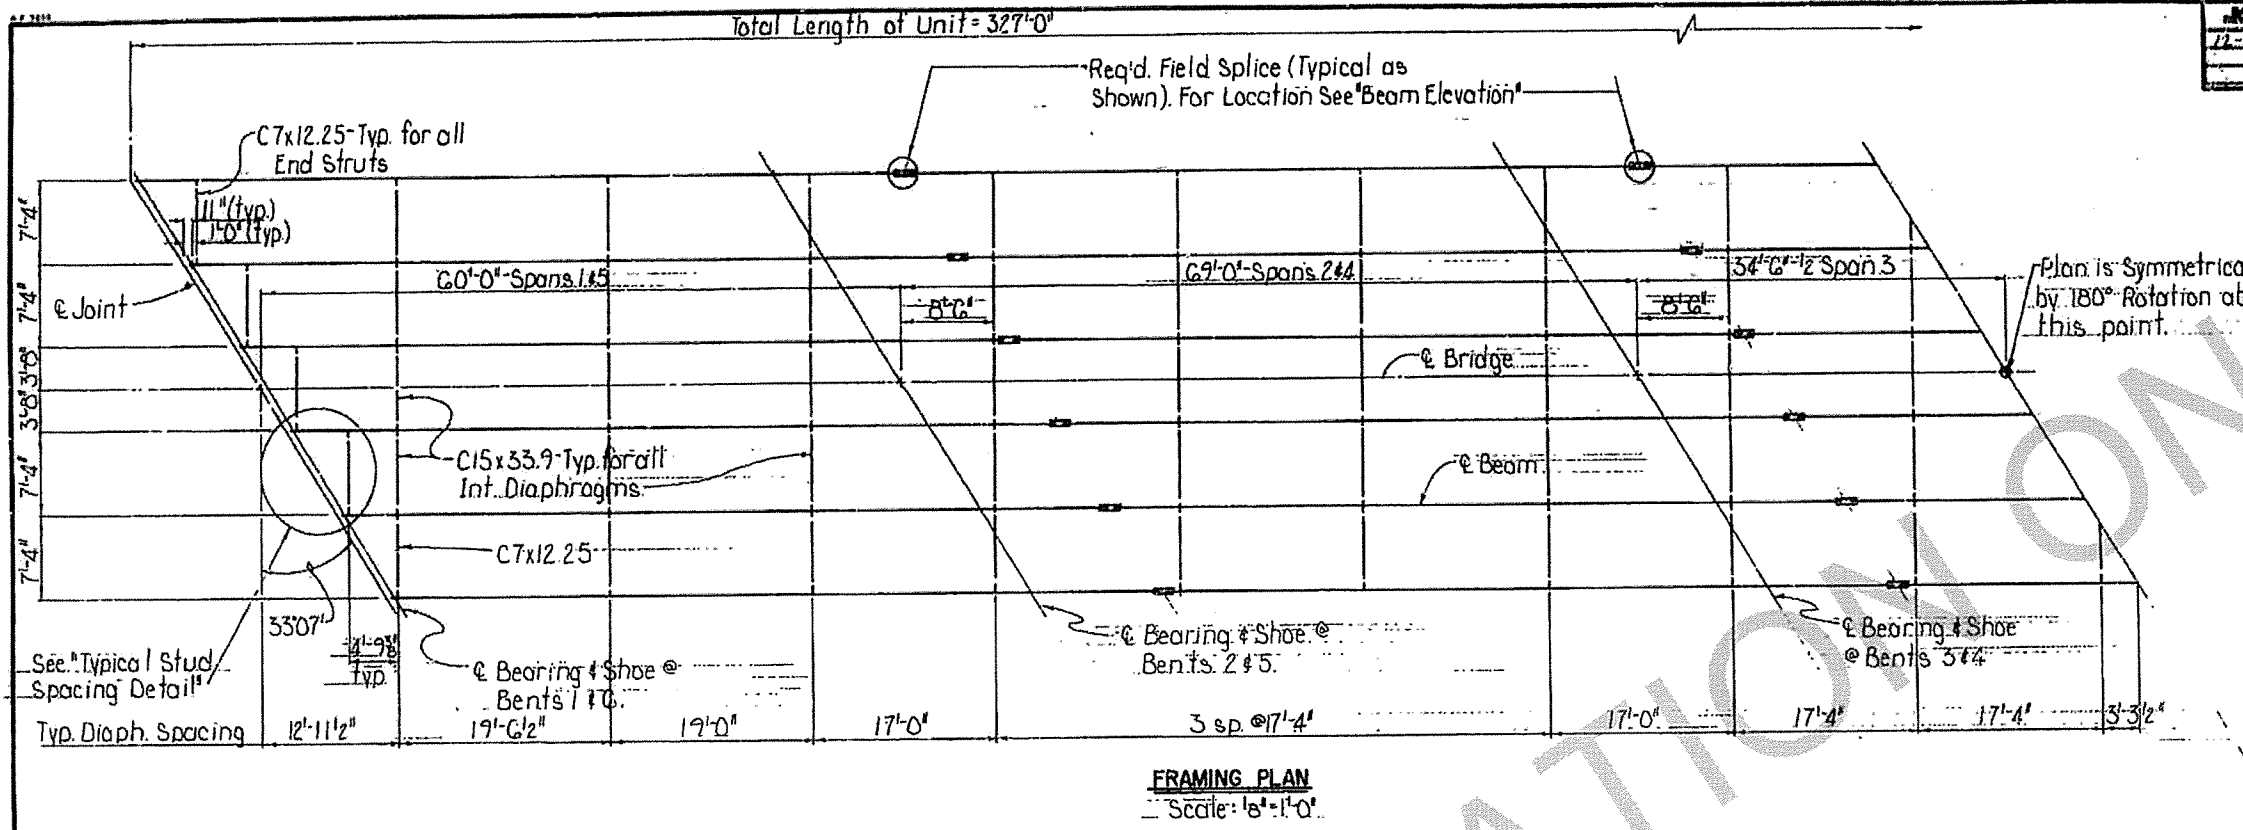 Total Length of Unit = 327'-0"
Req'd. Field Splice (Typical as
Shown). For Location See "Beam Elevation"
C7x12.25-Typ. for all
End Struts
7'-4"
7'-4"
3'-8"
3'-8"
7'-4"
7'-4"
11" (typ.)
1'-0" (typ.)
60'-0"-Spans 1&5
69'-0"-Spans 2&4
34'-6"-½ Span 3
8'-6"
8'-6"
Plan is Symmetrica
by 180° Rotation ab
this point.
℄ Joint
℄ Bridge
C15x33.9-Typ. for all
Int. Diaphragms.
℄ Beam
C7x12.25
33°07'
4'-9⅜"
typ.
See "Typical Stud
Spacing Detail"
℄ Bearing & Shoe @
Bents 1 & 6.
℄ Bearing & Shoe @
Bents 2 & 5.
℄ Bearing & Shoe
@ Bents 3&4
Typ. Diaph. Spacing
12'-11½"
19'-6½"
19'-0"
17'-0"
3 sp. @17'-4"
17'-0"
17'-4"
17'-4"
3'-3½"
FRAMING PLAN
Scale: ⅛"=1'-0"
ATION ON